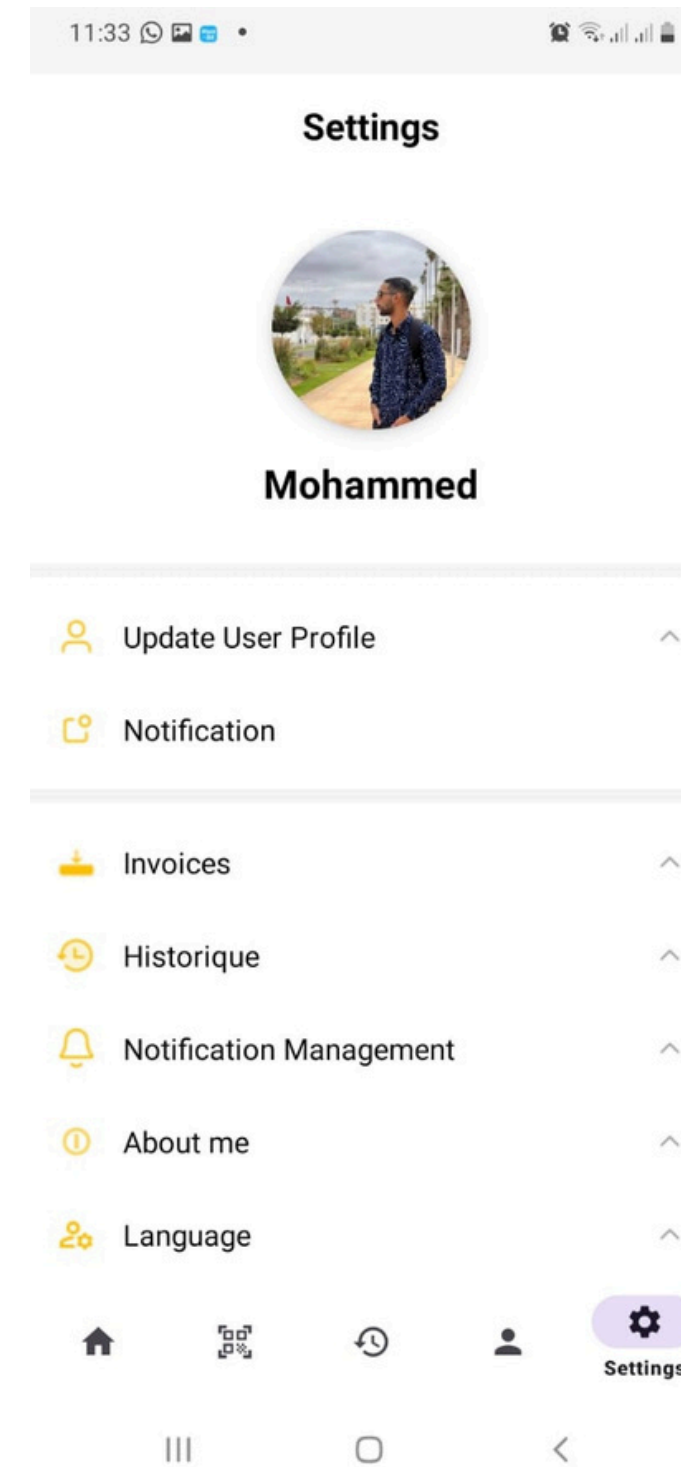 11:33
Settings
Mohammed
Update User Profile
Notification
Invoices
Historique
Notification Management
About me
Language
Settings